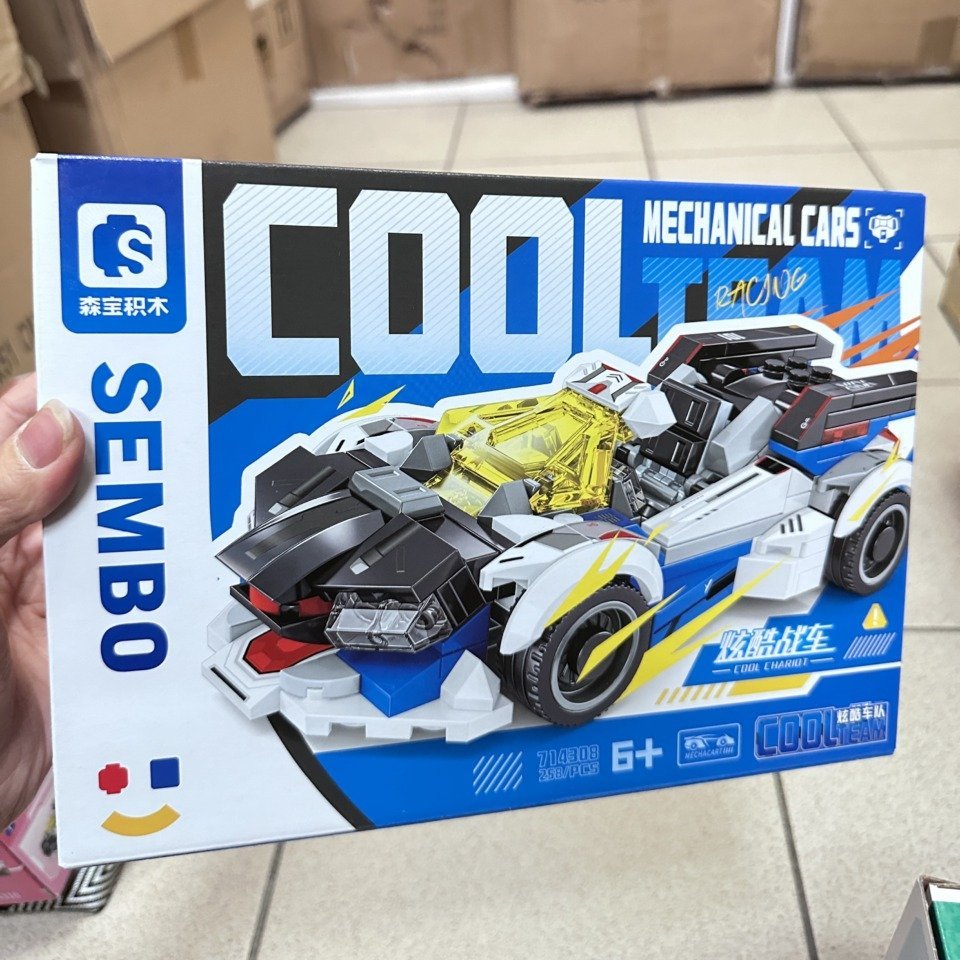 森宝积木
SEMBO
COOL
MECHANICAL CARS
TEAM
RACING
炫酷战车
COOL CHARIOT
714308
258/PCS
6+
MECHACART
COOL TEAM
炫酷车队